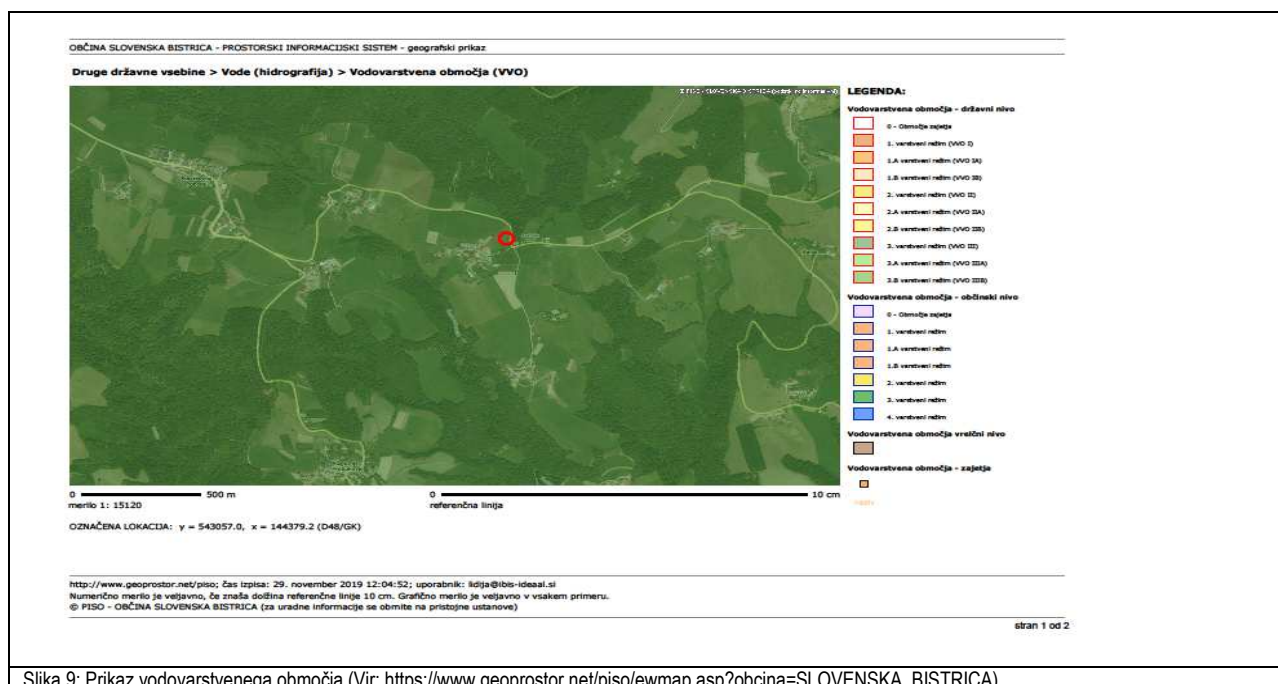 OBČINA SLOVENSKA BISTRICA - PROSTORSKI INFORMACIJSKI SISTEM - geografski prikaz
Druge državne vsebine > Vode (hidrografija) > Vodovarstvena območja (VVO)
LEGENDA:
Vodovarstvena območja - državni nivo
0 - Območje zajetja
1. varstveni režim (VVO I)
1.A varstveni režim (VVO IA)
1.B varstveni režim (VVO IB)
2. varstveni režim (VVO II)
2.A varstveni režim (VVO IIA)
2.B varstveni režim (VVO IIB)
3. varstveni režim (VVO III)
3.A varstveni režim (VVO IIIA)
3.B varstveni režim (VVO IIIB)
Vodovarstvena območja - občinski nivo
0 - Območje zajetja
1. varstveni režim
1.A varstveni režim
1.B varstveni režim
2. varstveni režim
3. varstveni režim
4. varstveni režim
Vodovarstvena območja vrelčni nivo
Vodovarstvena območja - zajetja
0 500 m
0 10 cm
merilo 1: 15120
referenčna linija
OZNAČENA LOKACIJA: y = 543057.0, x = 144379.2 (D48/GK)
http://www.geoprostor.net/piso; čas izpisa: 29. november 2019 12:04:52; uporabnik: lidija@ibis-ideaal.si
Numerično merilo je veljavno, če znaša dolžina referenčne linije 10 cm. Grafično merilo je veljavno v vsakem primeru.
© PISO - OBČINA SLOVENSKA BISTRICA (za uradne informacije se obrnite na pristojne ustanove)
stran 1 od 2
Slika 9: Prikaz vodovarstvenega območja (Vir: https://www.geoprostor.net/piso/ewmap.asp?obcina=SLOVENSKA_BISTRICA)